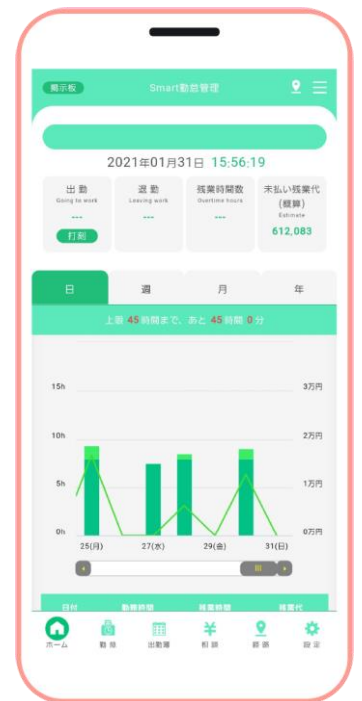 掲示板 Smart勤怠管理
2021年01月31日 15:56:19
出 勤 退 勤 残業時間数 未払い残業代
Going to work Leaving work Overtime hours (概算)
--- --- --- Estimate
打刻 612,083
日 週 月 年
上限 45時間まで、あと 45時間 0分
15h 3万円
10h 2万円
5h 1万円
0h 0万円
25(月) 27(水) 29(金) 31(日)
日付 勤務時間 残業時間 残業代
ホーム 勤 怠 出勤簿 相 談 設 定